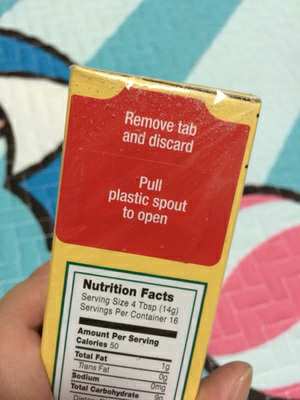 Remove tab
and discard
Pull
plastic spout
to open
Nutrition Facts
Serving Size 4 Tbsp (14g)
Servings Per Container 16
Amount Per Serving
Calories 50
Total Fat 1g
Trans Fat 0g
Sodium 0mg
Total Carbohydrate